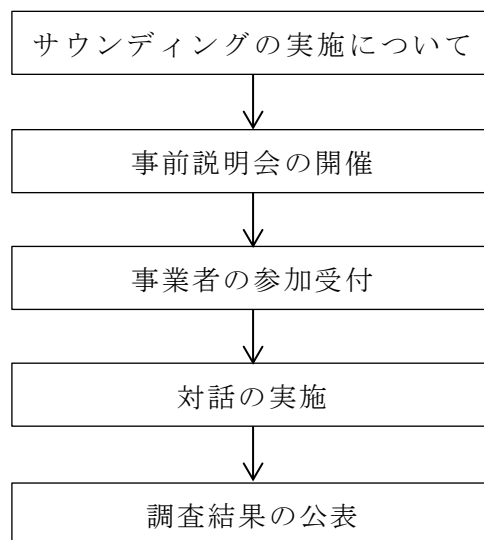 サウンディングの実施について
事前説明会の開催
事業者の参加受付
対話の実施
調査結果の公表